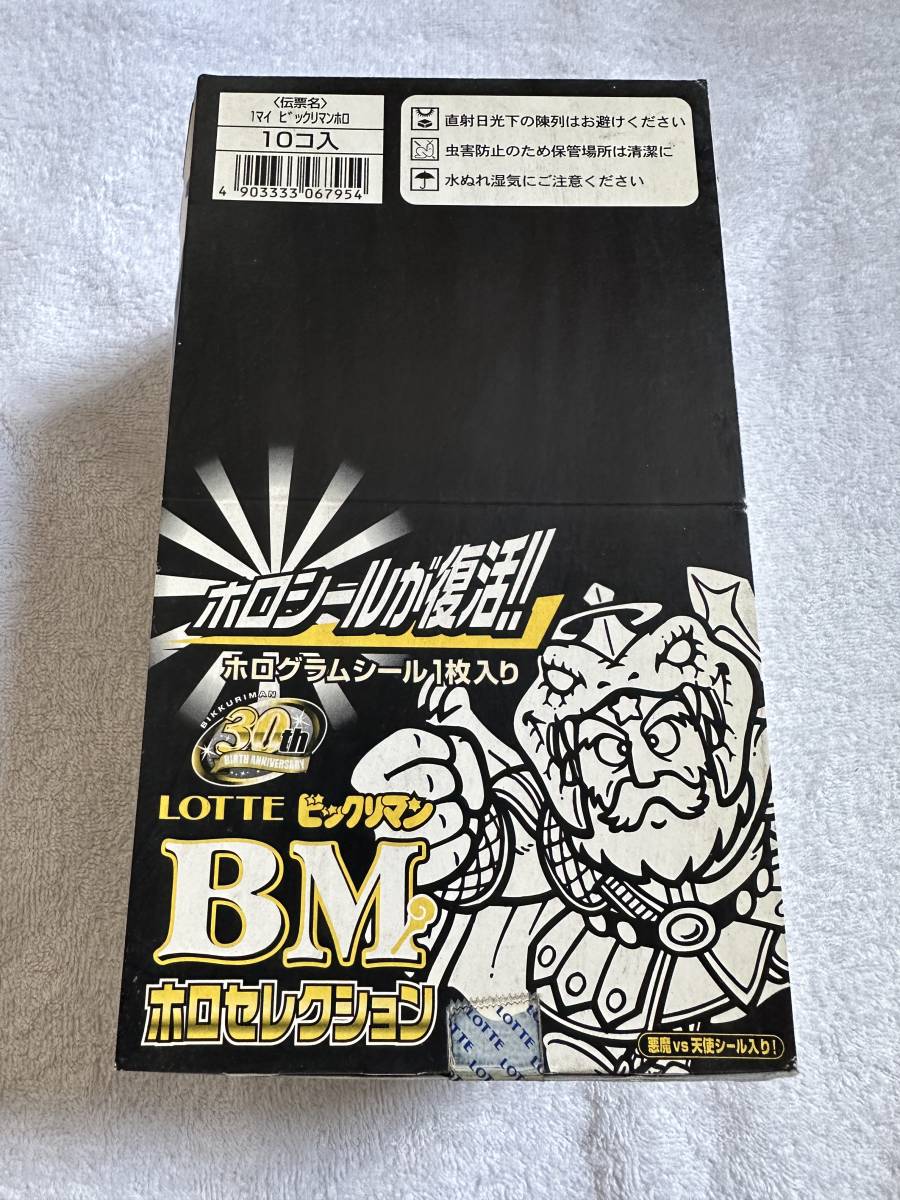 〈伝票名〉
1マイ ビックリマンホロ
10コ入
4 903333 067954
直射日光下の陳列はお避けください
虫害防止のため保管場所は清潔に
水ぬれ湿気にご注意ください
ホロシールが復活!!
ホログラムシール1枚入り
BIKKURIMAN
30th
BIRTH ANNIVERSARY
LOTTE ビックリマン
BM
ホロセレクション
LOTTE
LOTTE
LOTTE
LOTTE
悪魔vs天使シール入り!